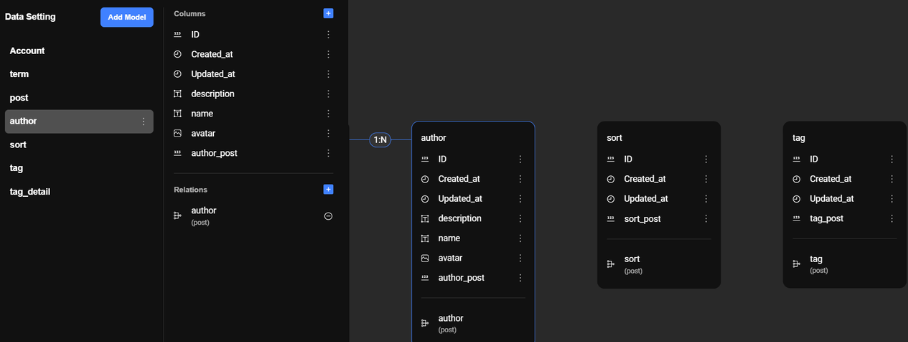 Data Setting
Add Model
Account
term
post
author
sort
tag
tag_detail
Columns
ID
Created_at
Updated_at
description
name
avatar
author_post
Relations
author
(post)
1:N
author
ID
Created_at
Updated_at
description
name
avatar
author_post
author
(post)
sort
ID
Created_at
Updated_at
sort_post
sort
(post)
tag
ID
Created_at
Updated_at
tag_post
tag
(post)